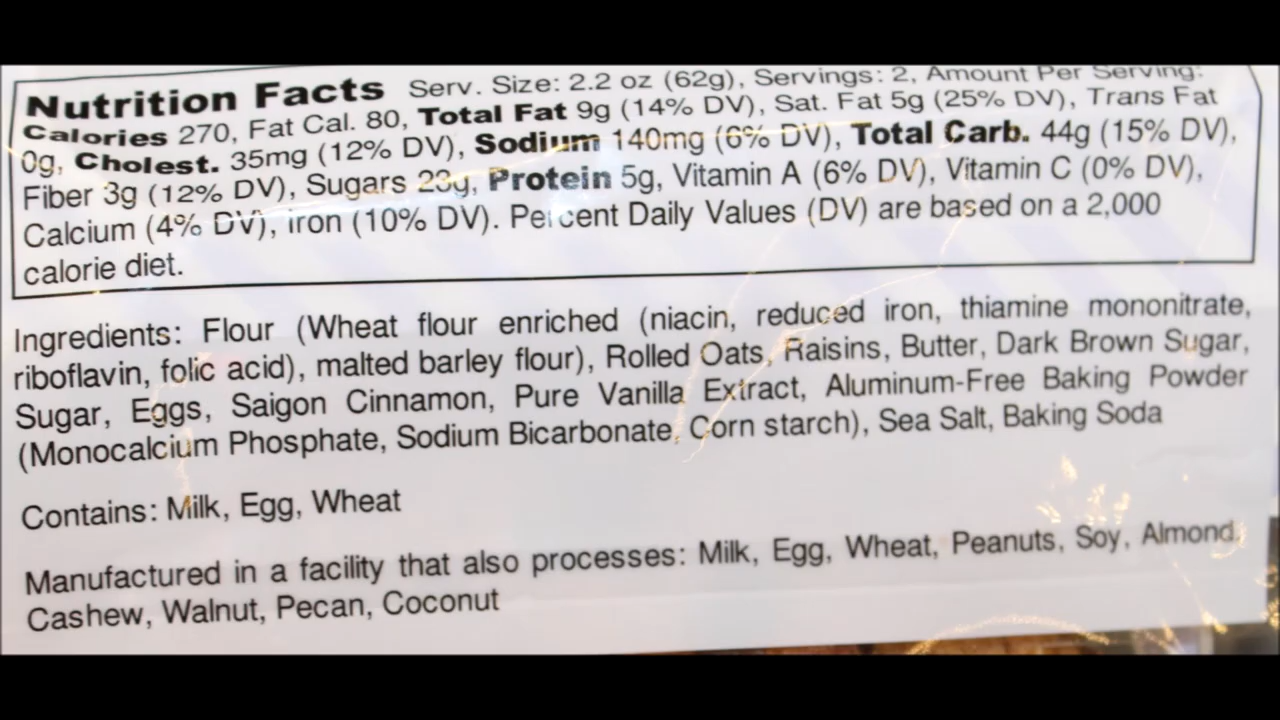 Nutrition Facts Serv. Size: 2.2 oz (62g), Servings: 2, Amount Per Serving:
Calories 270, Fat Cal. 80, Total Fat 9g (14% DV), Sat. Fat 5g (25% DV), Trans Fat
0g, Cholest. 35mg (12% DV), Sodium 140mg (6% DV), Total Carb. 44g (15% DV),
Fiber 3g (12% DV), Sugars 23g, Protein 5g, Vitamin A (6% DV), Vitamin C (0% DV),
Calcium (4% DV), iron (10% DV). Percent Daily Values (DV) are based on a 2,000
calorie diet.
Ingredients: Flour (Wheat flour enriched (niacin, reduced iron, thiamine mononitrate,
riboflavin, folic acid), malted barley flour), Rolled Oats, Raisins, Butter, Dark Brown Sugar,
Sugar, Eggs, Saigon Cinnamon, Pure Vanilla Extract, Aluminum-Free Baking Powder
(Monocalcium Phosphate, Sodium Bicarbonate, Corn starch), Sea Salt, Baking Soda
Contains: Milk, Egg, Wheat
Manufactured in a facility that also processes: Milk, Egg, Wheat, Peanuts, Soy, Almond,
Cashew, Walnut, Pecan, Coconut